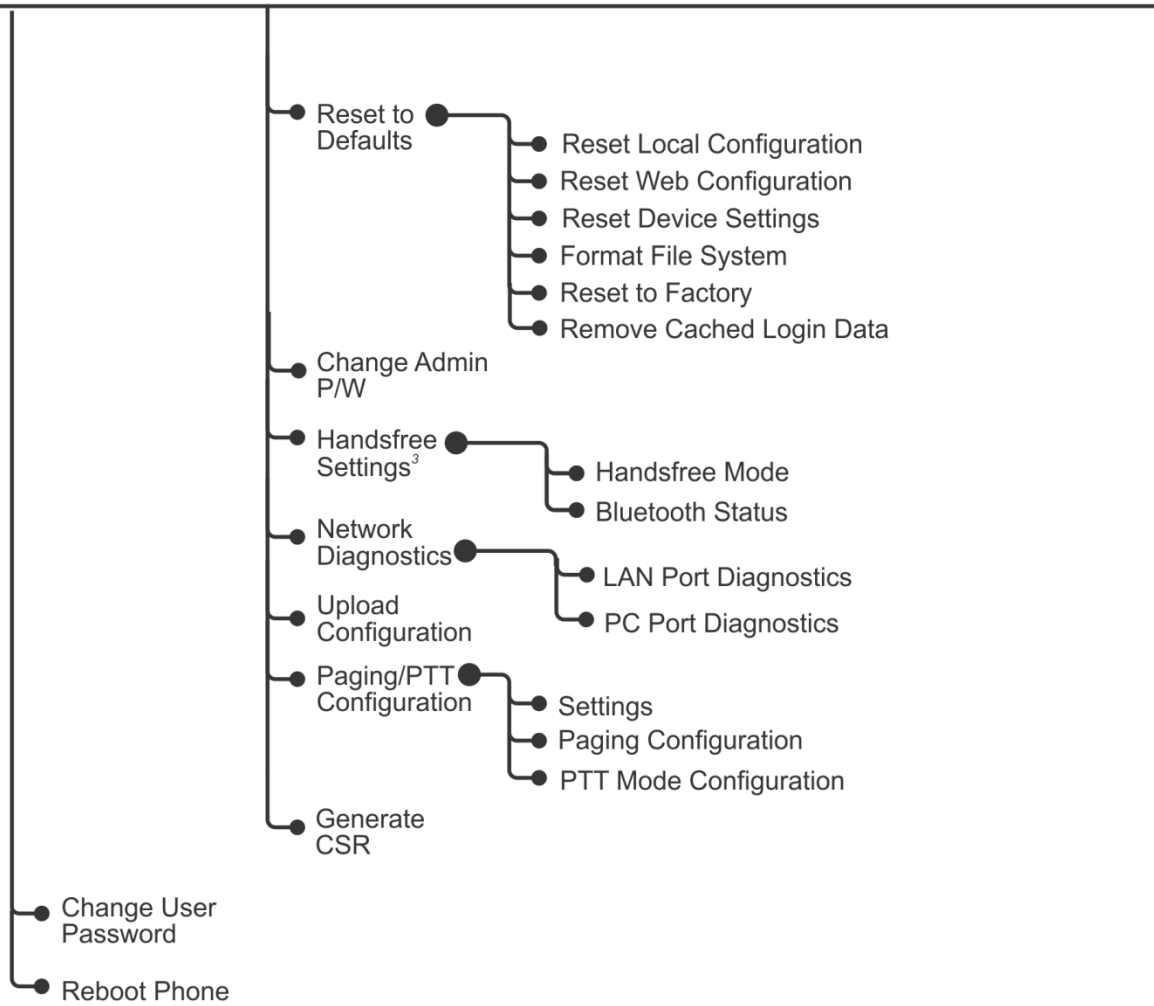 Reset to
Defaults
Reset Local Configuration
Reset Web Configuration
Reset Device Settings
Format File System
Reset to Factory
Remove Cached Login Data
Change Admin
P/W
Handsfree
Settings³
Handsfree Mode
Bluetooth Status
Network
Diagnostics
LAN Port Diagnostics
PC Port Diagnostics
Upload
Configuration
Paging/PTT
Configuration
Settings
Paging Configuration
PTT Mode Configuration
Generate
CSR
Change User
Password
Reboot Phone